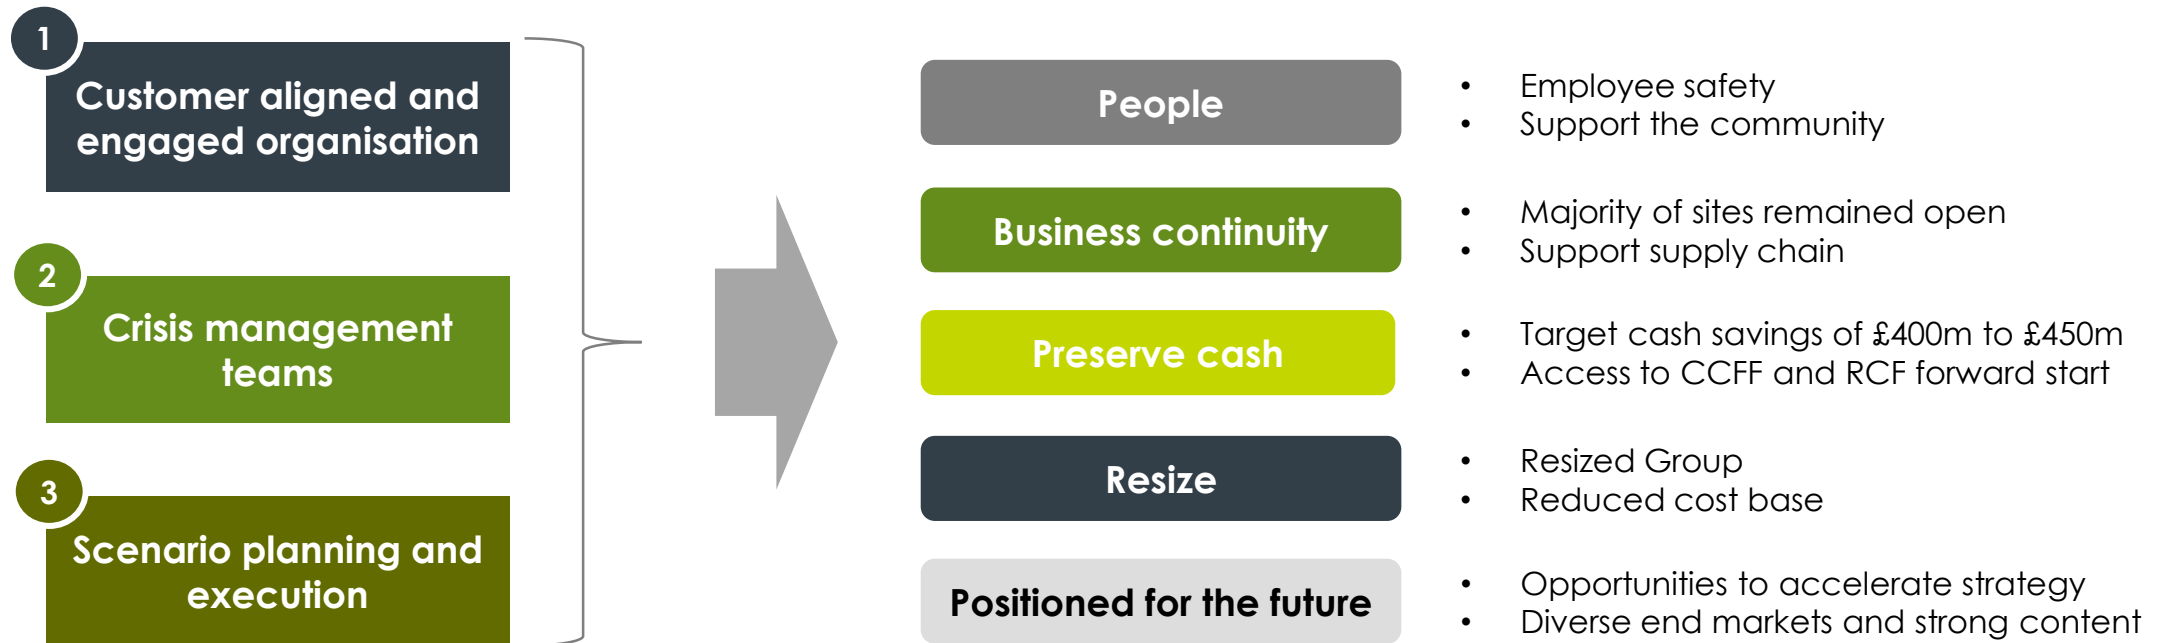 1
Customer aligned and
engaged organisation
2
Crisis management
teams
3
Scenario planning and
execution
People
• Employee safety
• Support the community
Business continuity
• Majority of sites remained open
• Support supply chain
Preserve cash
• Target cash savings of £400m to £450m
• Access to CCFF and RCF forward start
Resize
• Resized Group
• Reduced cost base
Positioned for the future
• Opportunities to accelerate strategy
• Diverse end markets and strong content